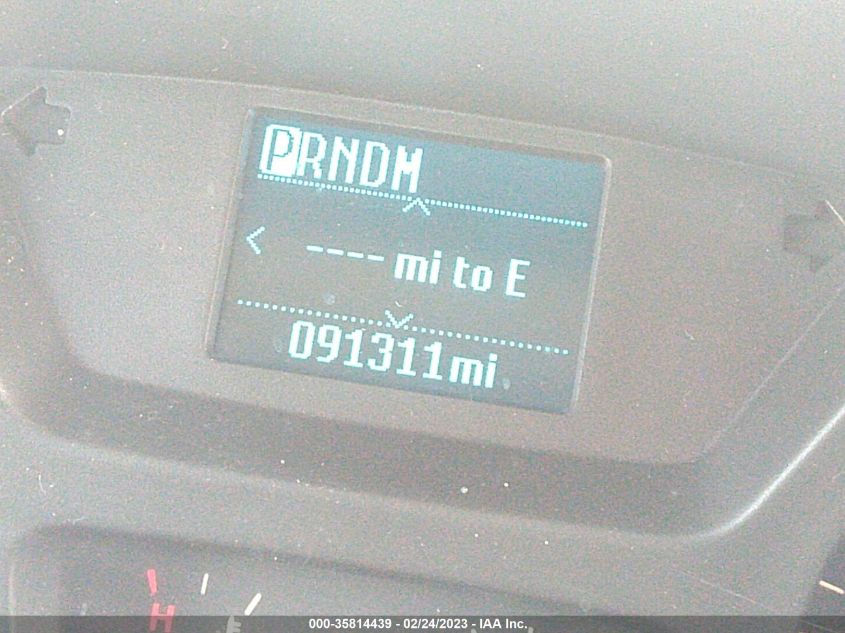 PRNDM
---- mi to E
091311mi
H
000-35814439 - 02/24/2023 - IAA Inc.